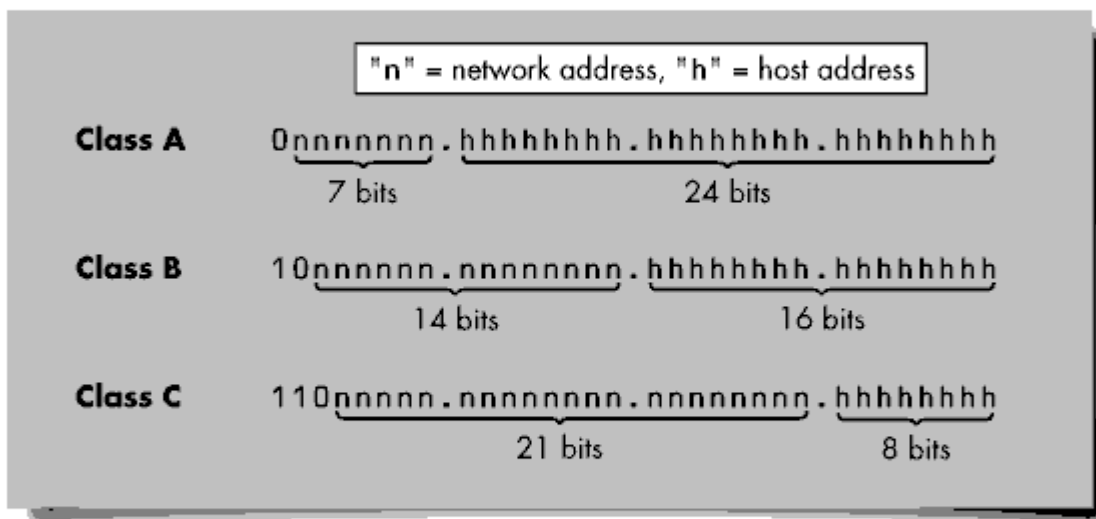 "n" = network address, "h" = host address
Class A 0nnnnnnn.hhhhhhhh.hhhhhhhh.hhhhhhhh
7 bits 24 bits
Class B 10nnnnnn.nnnnnnnn.hhhhhhhh.hhhhhhhh
14 bits 16 bits
Class C 110nnnnn.nnnnnnnn.nnnnnnnn.hhhhhhhh
21 bits 8 bits